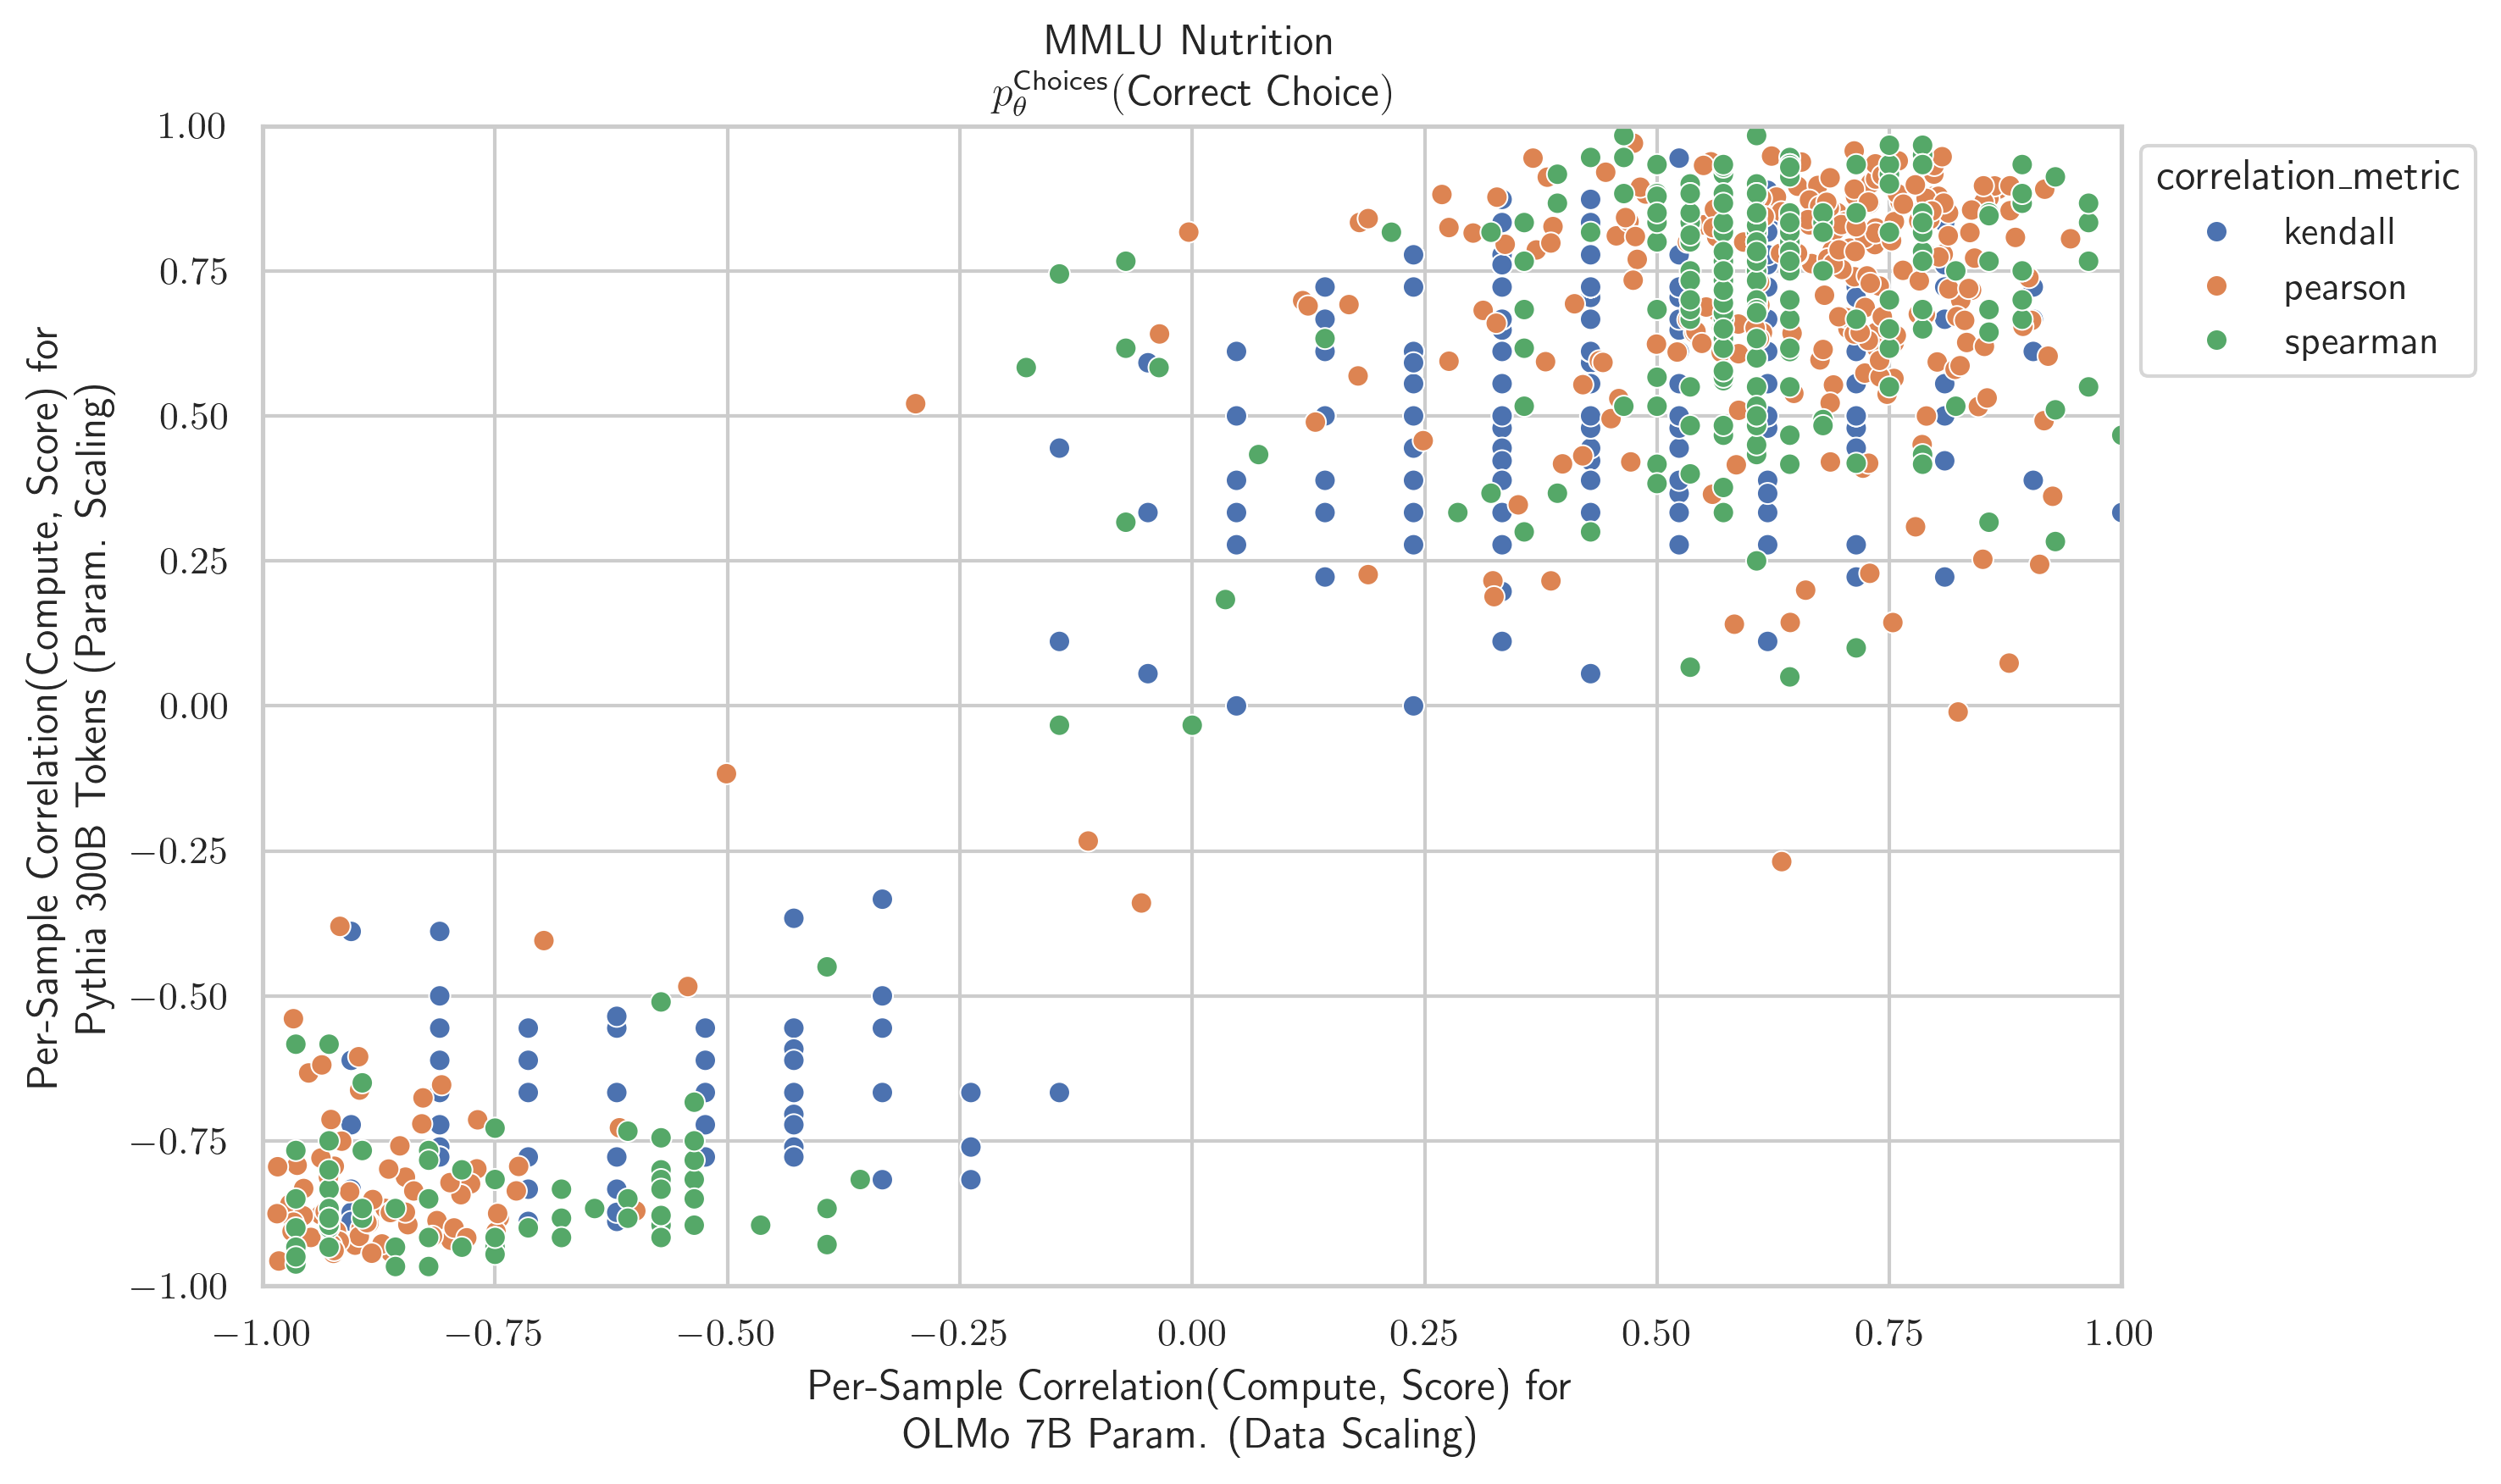 MMLU Nutrition
p_θ^Choices(Correct Choice)
1.00
0.75
0.50
0.25
0.00
−0.25
−0.50
−0.75
−1.00
Per-Sample Correlation(Compute, Score) for
Pythia 300B Tokens (Param. Scaling)
correlation_metric
kendall
pearson
spearman
−1.00 −0.75 −0.50 −0.25 0.00 0.25 0.50 0.75 1.00
Per-Sample Correlation(Compute, Score) for
OLMo 7B Param. (Data Scaling)